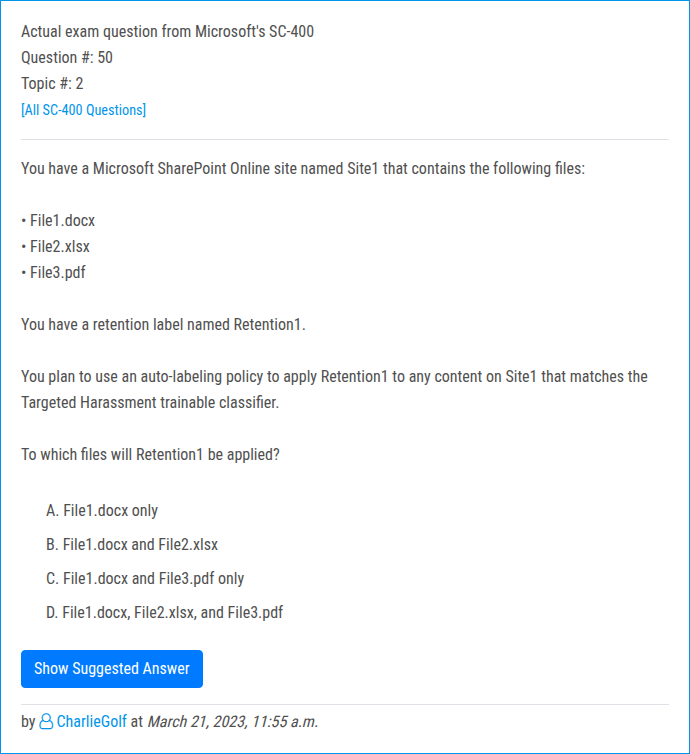 Actual exam question from Microsoft's SC-400
Question #: 50
Topic #: 2
[All SC-400 Questions]
You have a Microsoft SharePoint Online site named Site1 that contains the following files:
• File1.docx
• File2.xlsx
• File3.pdf
You have a retention label named Retention1.
You plan to use an auto-labeling policy to apply Retention1 to any content on Site1 that matches the
Targeted Harassment trainable classifier.
To which files will Retention1 be applied?
A. File1.docx only
B. File1.docx and File2.xlsx
C. File1.docx and File3.pdf only
D. File1.docx, File2.xlsx, and File3.pdf
Show Suggested Answer
by CharlieGolf at March 21, 2023, 11:55 a.m.